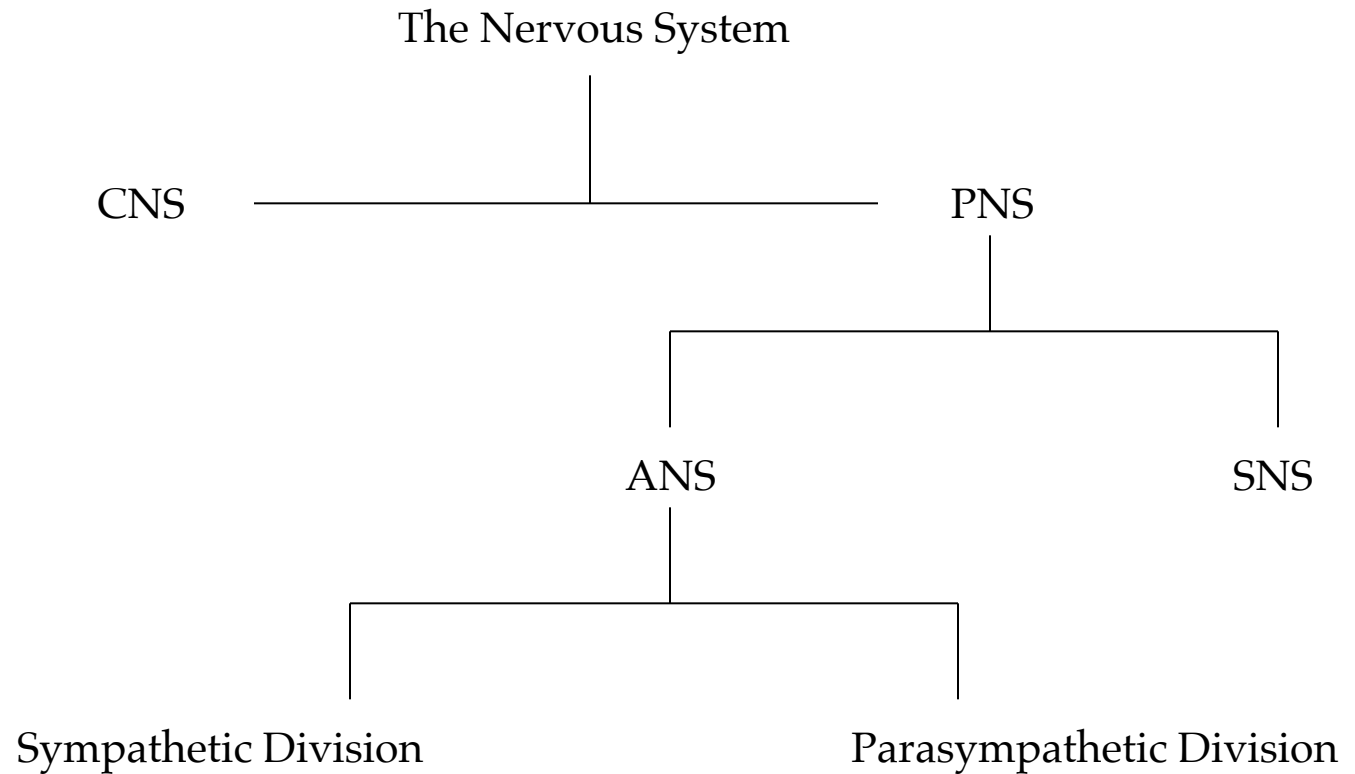 The Nervous System
CNS
PNS
ANS
SNS
Sympathetic Division
Parasympathetic Division